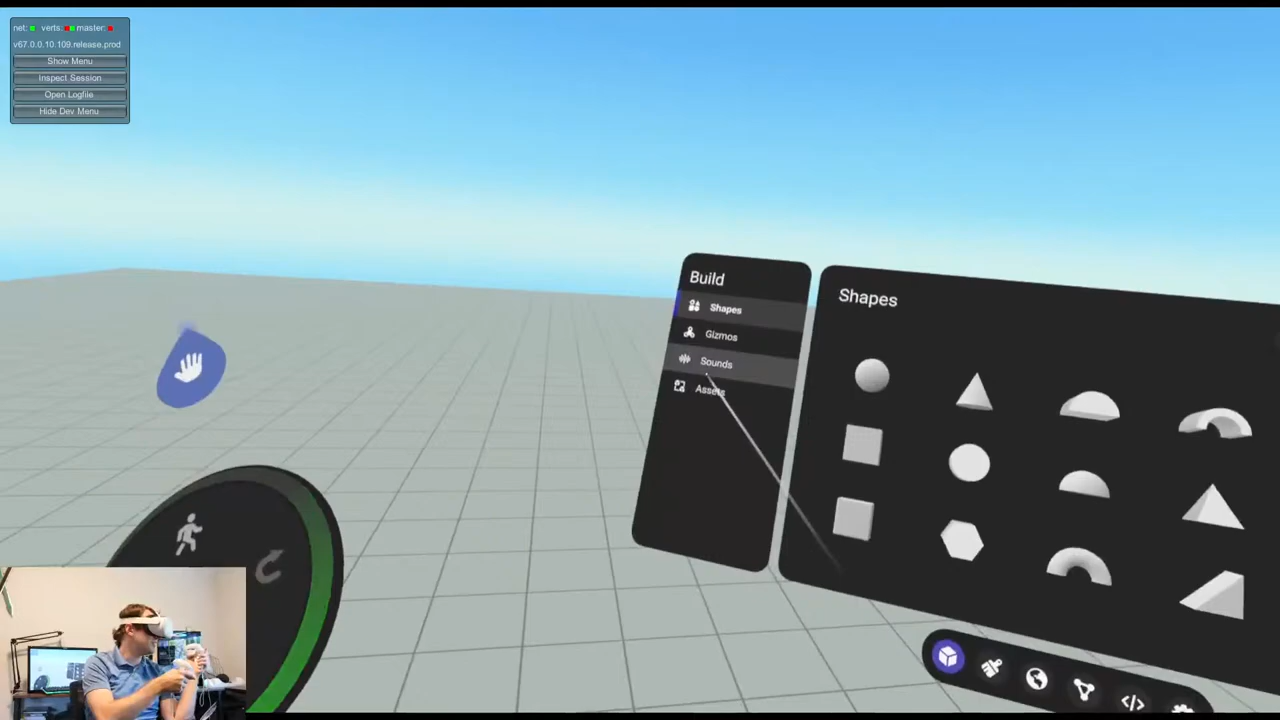 net: verts: master:
v67.0.0.10.109.release.prod
Show Menu
Inspect Session
Open Logfile
Hide Dev Menu
Build
Shapes
Gizmos
Sounds
Assets
Shapes